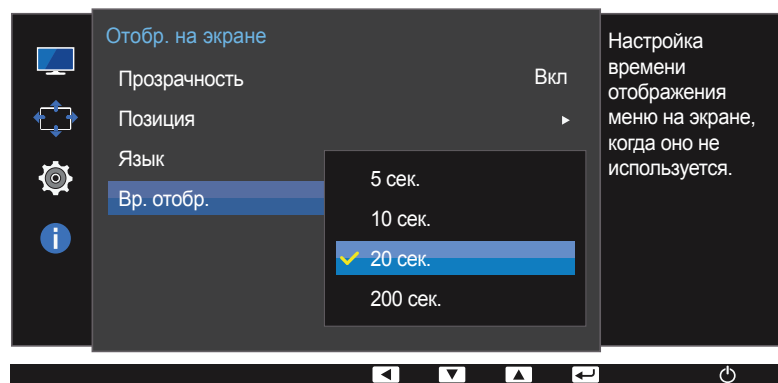 Отобр. на экране
Прозрачность Вкл
Позиция
Язык
Вр. отобр.
5 сек.
10 сек.
20 сек.
200 сек.
Настройка
времени
отображения
меню на экране,
когда оно не
используется.